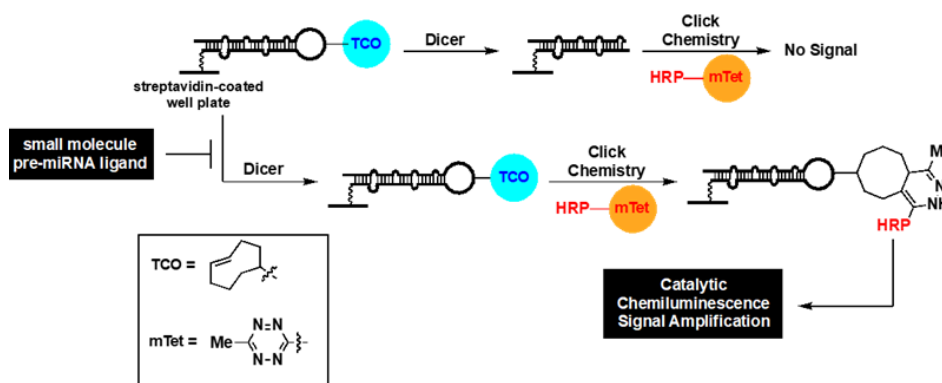 TCO
Dicer
Click
Chemistry
HRP
mTet
No Signal
streptavidin-coated
well plate
small molecule
pre-miRNA ligand
Dicer
TCO
Click
Chemistry
HRP
mTet
M
N
NH
HRP
TCO =
mTet =
Me
N=N
N=N
Catalytic
Chemiluminescence
Signal Amplification